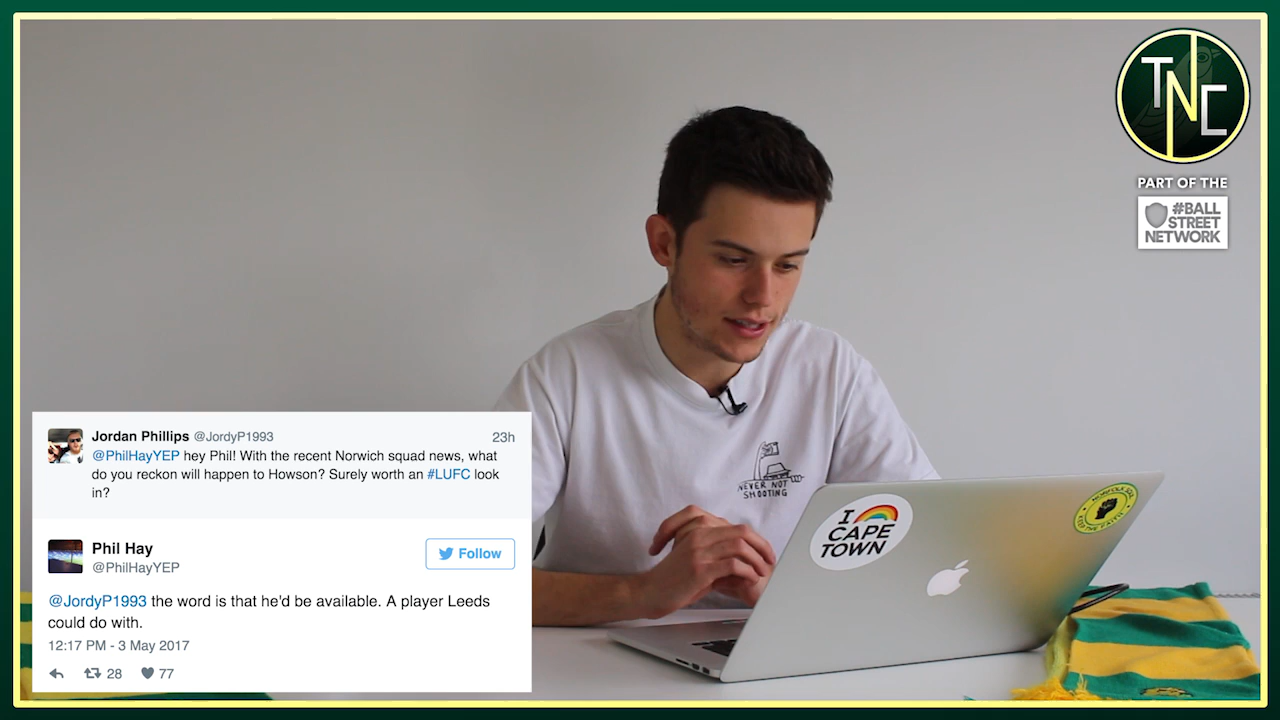 TNC
PART OF THE
#BALL
STREET
NETWORK
Jordan Phillips @JordyP1993 23h
@PhilHayYEP hey Phil! With the recent Norwich squad news, what
do you reckon will happen to Howson? Surely worth an #LUFC look
in?
Phil Hay
@PhilHayYEP
Follow
@JordyP1993 the word is that he'd be available. A player Leeds
could do with.
12:17 PM - 3 May 2017
28 77
NEVER NOT
SHOOTING
I
CAPE
TOWN
KEEP THE FAITH